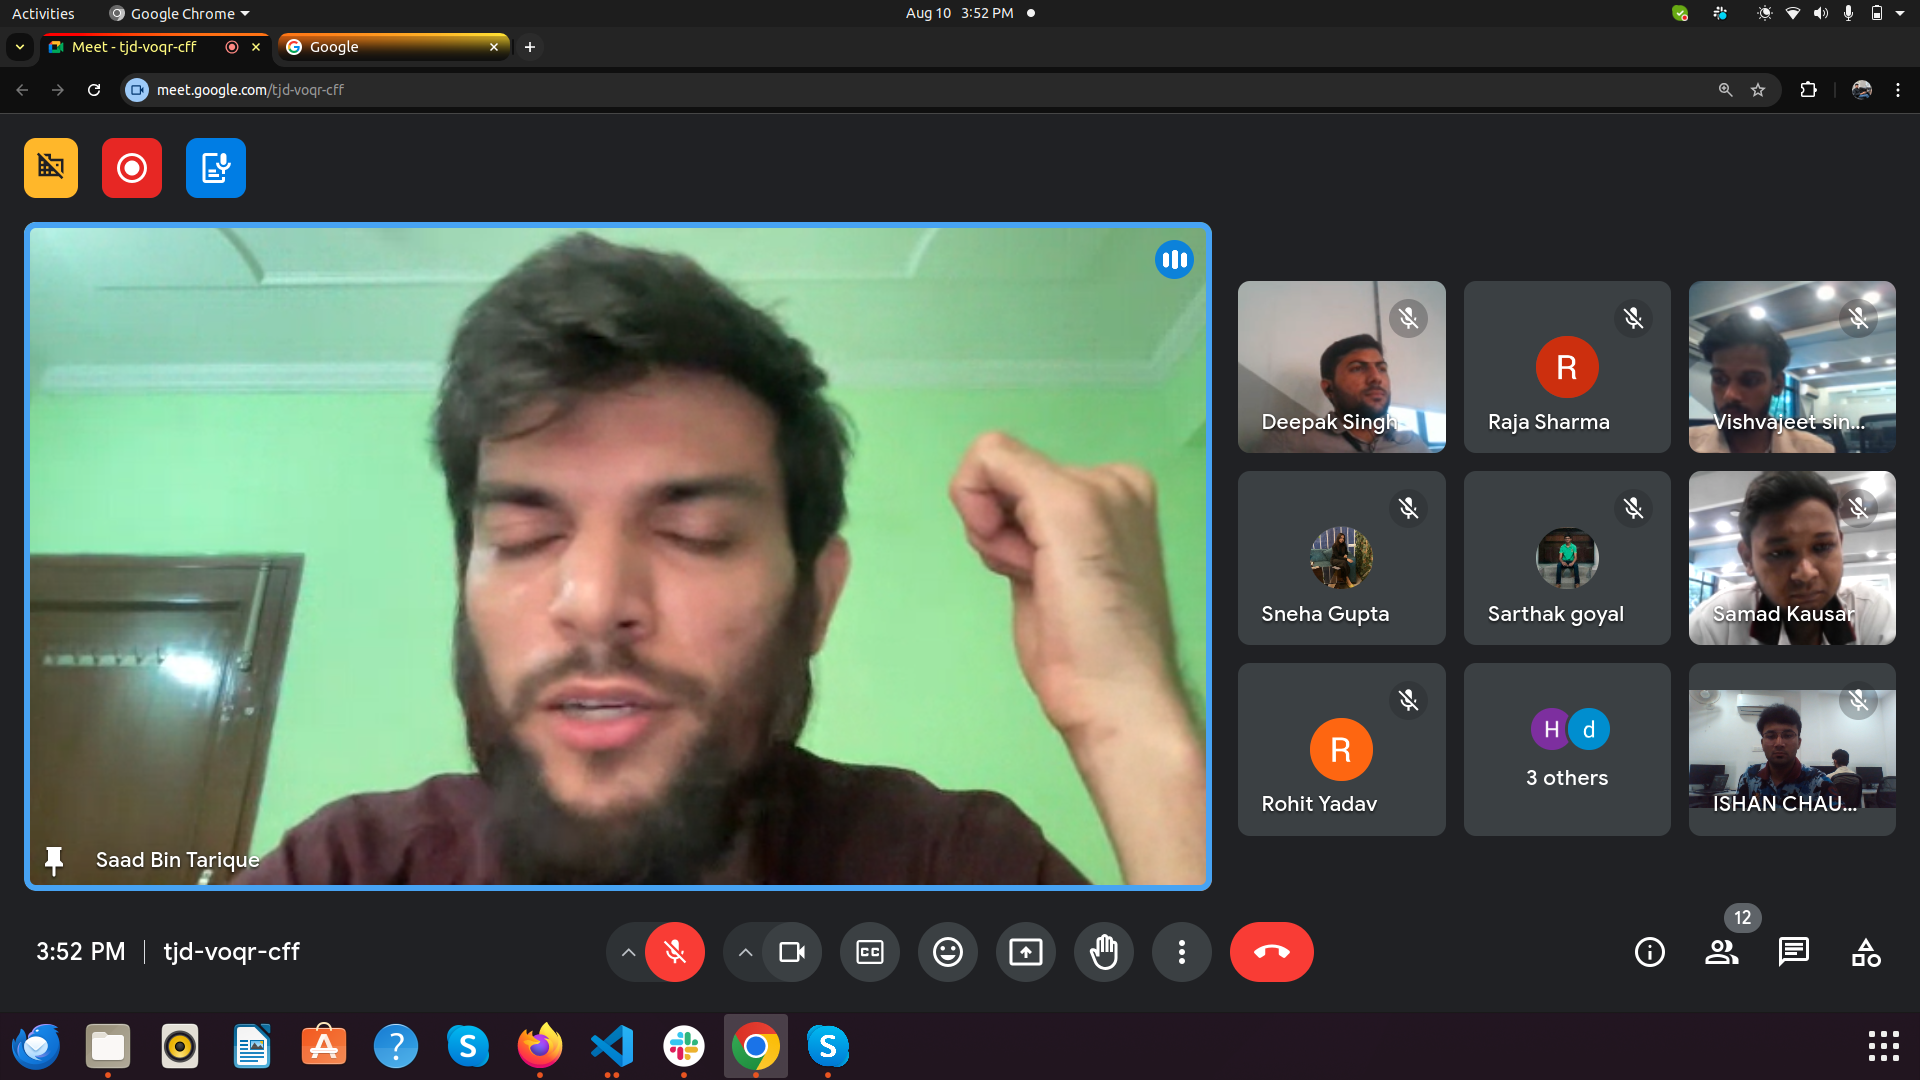 Activities
Google Chrome
Aug 10 3:52 PM
Meet - tjd-voqr-cff
Google
meet.google.com/tjd-voqr-cff
Saad Bin Tarique
Deepak Singh
R
Raja Sharma
Vishvajeet sin...
Sneha Gupta
Sarthak goyal
Samad Kausar
R
Rohit Yadav
H
d
3 others
ISHAN CHAU...
3:52 PM
tjd-voqr-cff
CC
12
A
?
S
S